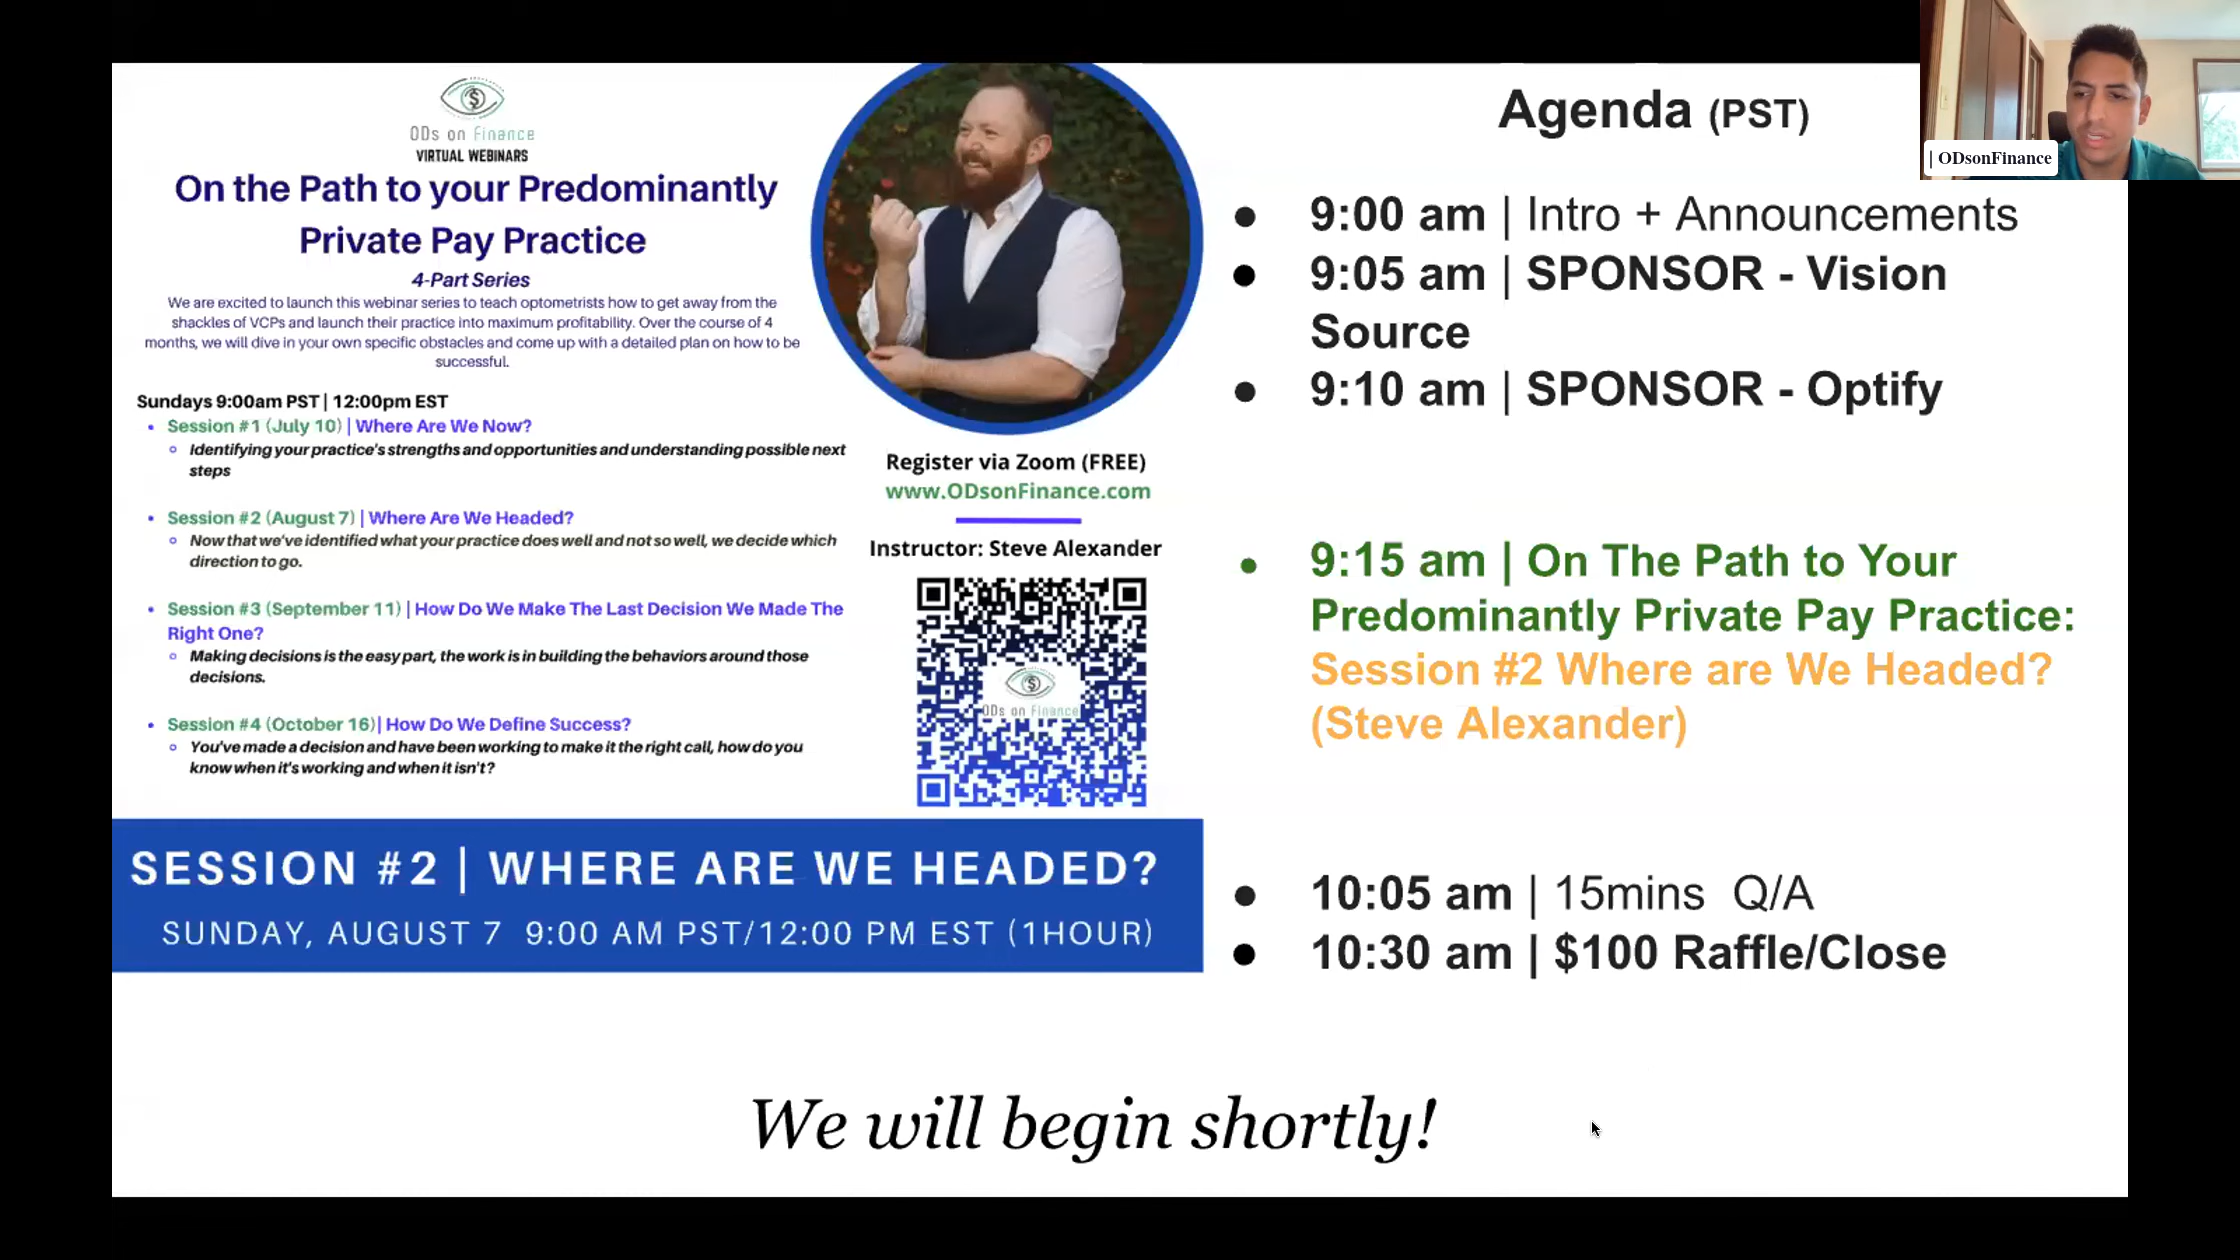 ODs on Finance
VIRTUAL WEBINARS
On the Path to your Predominantly
Private Pay Practice
4-Part Series
We are excited to launch this webinar series to teach optometrists how to get away from the
shackles of VCPs and launch their practice into maximum profitability. Over the course of 4
months, we will dive in your own specific obstacles and come up with a detailed plan on how to be
successful.
Sundays 9:00am PST | 12:00pm EST
• Session #1 (July 10) | Where Are We Now?
Identifying your practice's strengths and opportunities and understanding possible next
steps
• Session #2 (August 7) | Where Are We Headed?
Now that we've identified what your practice does well and not so well, we decide which
direction to go.
• Session #3 (September 11) | How Do We Make The Last Decision We Made The
Right One?
Making decisions is the easy part, the work is in building the behaviors around those
decisions.
• Session #4 (October 16)| How Do We Define Success?
You've made a decision and have been working to make it the right call, how do you
know when it's working and when it isn't?
Register via Zoom (FREE)
www.ODsonFinance.com
Instructor: Steve Alexander
ODs on Finance
SESSION #2 | WHERE ARE WE HEADED?
SUNDAY, AUGUST 7 9:00 AM PST/12:00 PM EST (1HOUR)
Agenda (PST)
• 9:00 am | Intro + Announcements
• 9:05 am | SPONSOR - Vision
Source
• 9:10 am | SPONSOR - Optify
• 9:15 am | On The Path to Your
Predominantly Private Pay Practice:
Session #2 Where are We Headed?
(Steve Alexander)
• 10:05 am | 15mins Q/A
• 10:30 am | $100 Raffle/Close
We will begin shortly!
| ODsonFinance